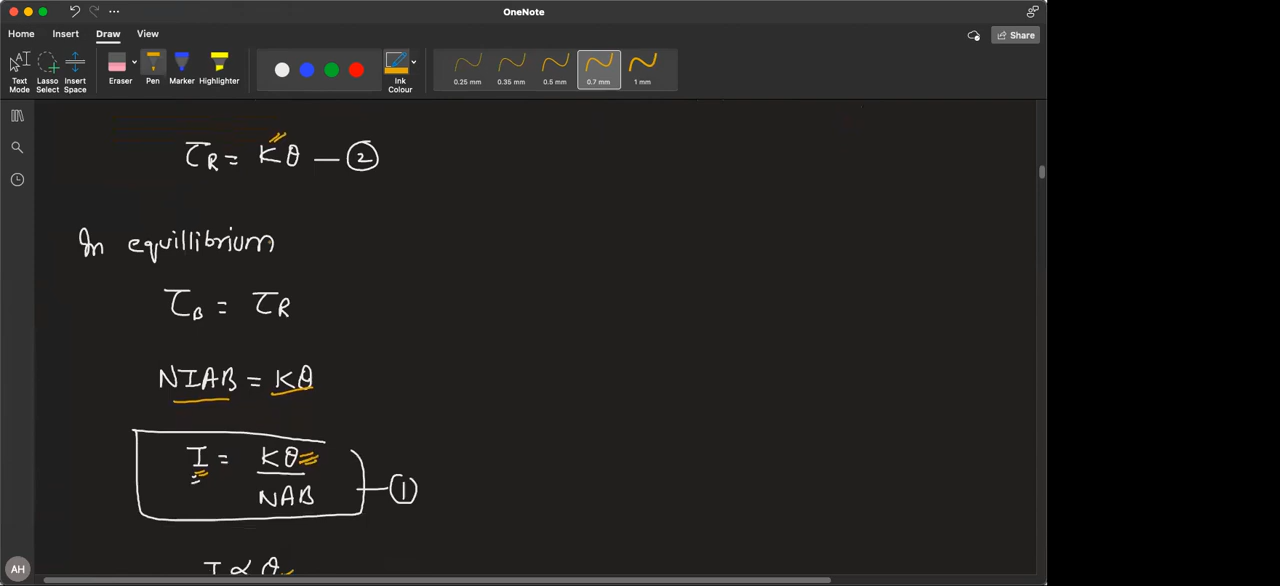 OneNote
Home Insert Draw View
Share
Text Mode
Lasso Select
Insert Space
Eraser
Pen
Marker
Highlighter
Ink Colour
0.25 mm
0.35 mm
0.5 mm
0.7 mm
1 mm
τR = Kθ — ②
In equillibrium
τB = τR
NIAB = Kθ
I = Kθ / NAB — ①
I ∝ θ
AH